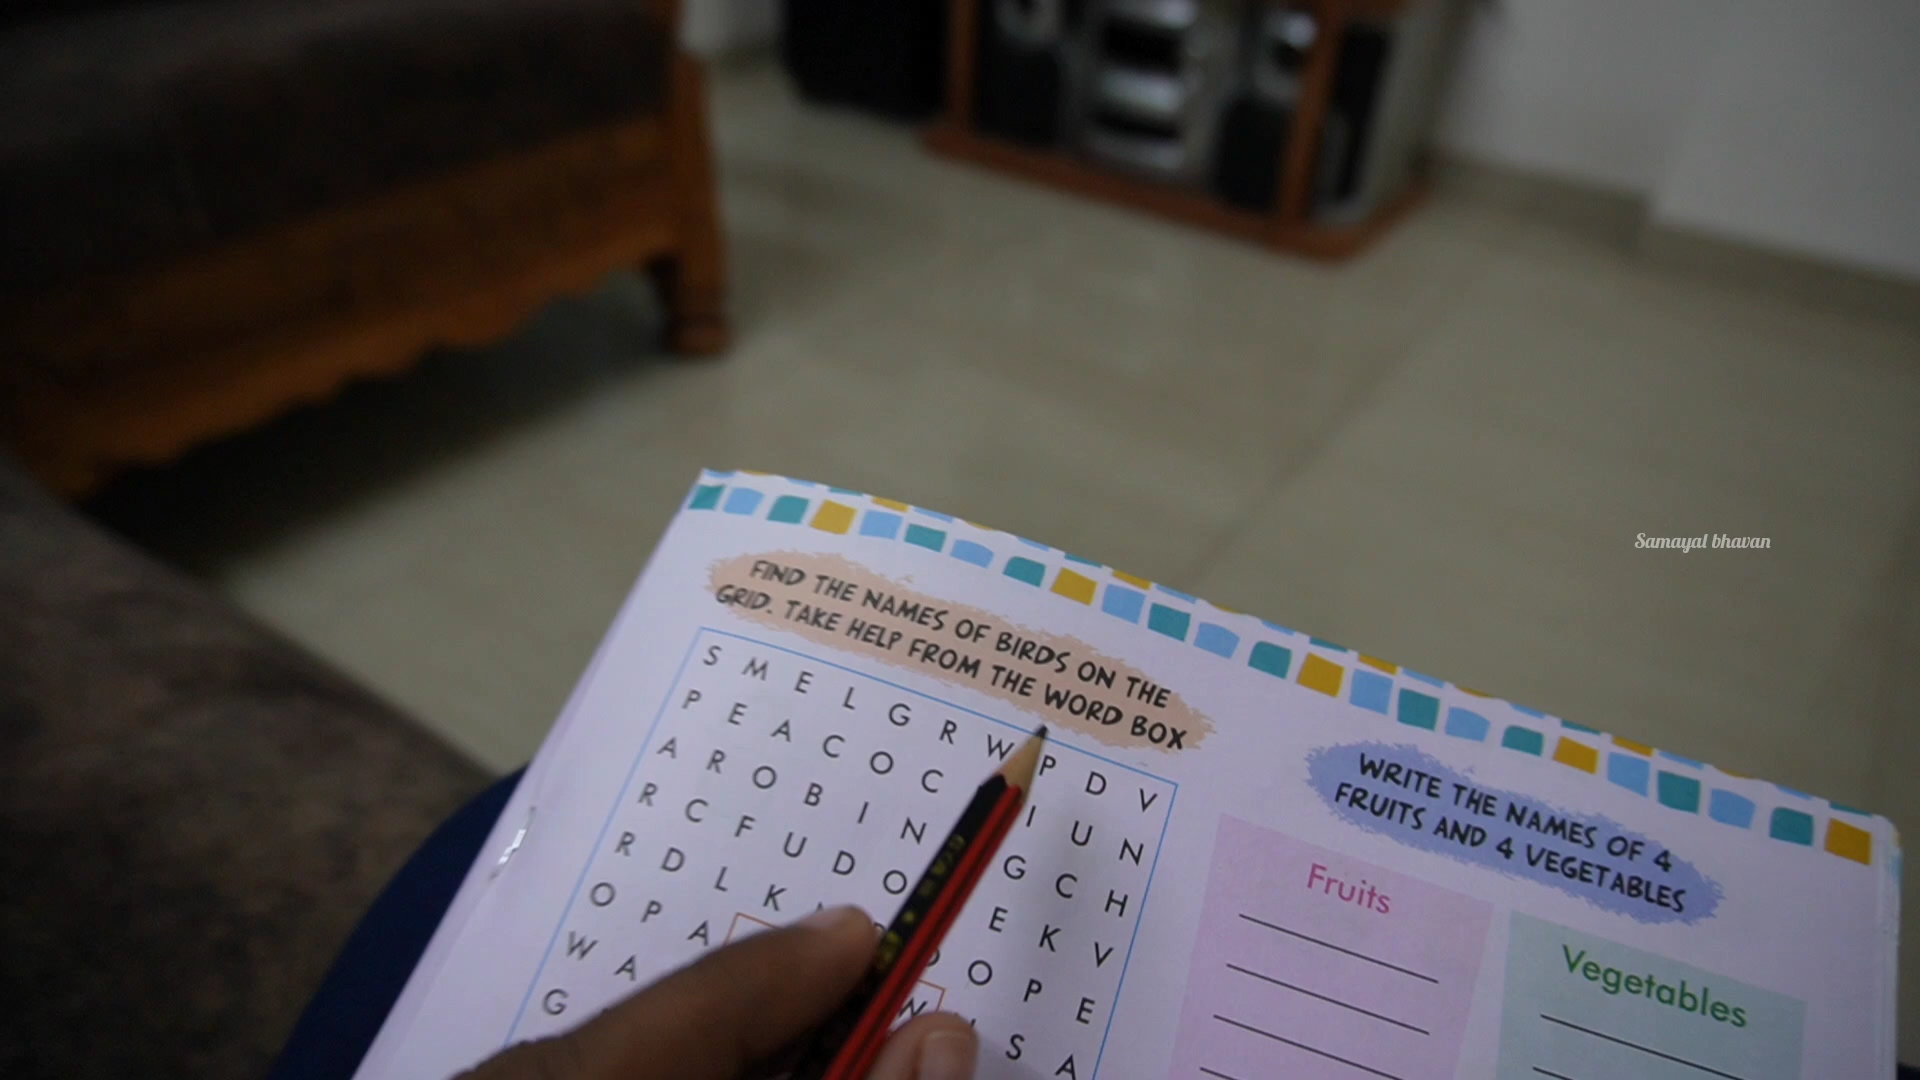 FIND THE NAMES OF BIRDS ON THE
GRID. TAKE HELP FROM THE WORD BOX
S M E L G R W P D V
P E A C O C I U N
A R O B I N G C H
R C F U D O E K V
R D L K O P E
O P A S A
W A W
G
WRITE THE NAMES OF 4
FRUITS AND 4 VEGETABLES
Fruits
Vegetables
Samayal bhavan